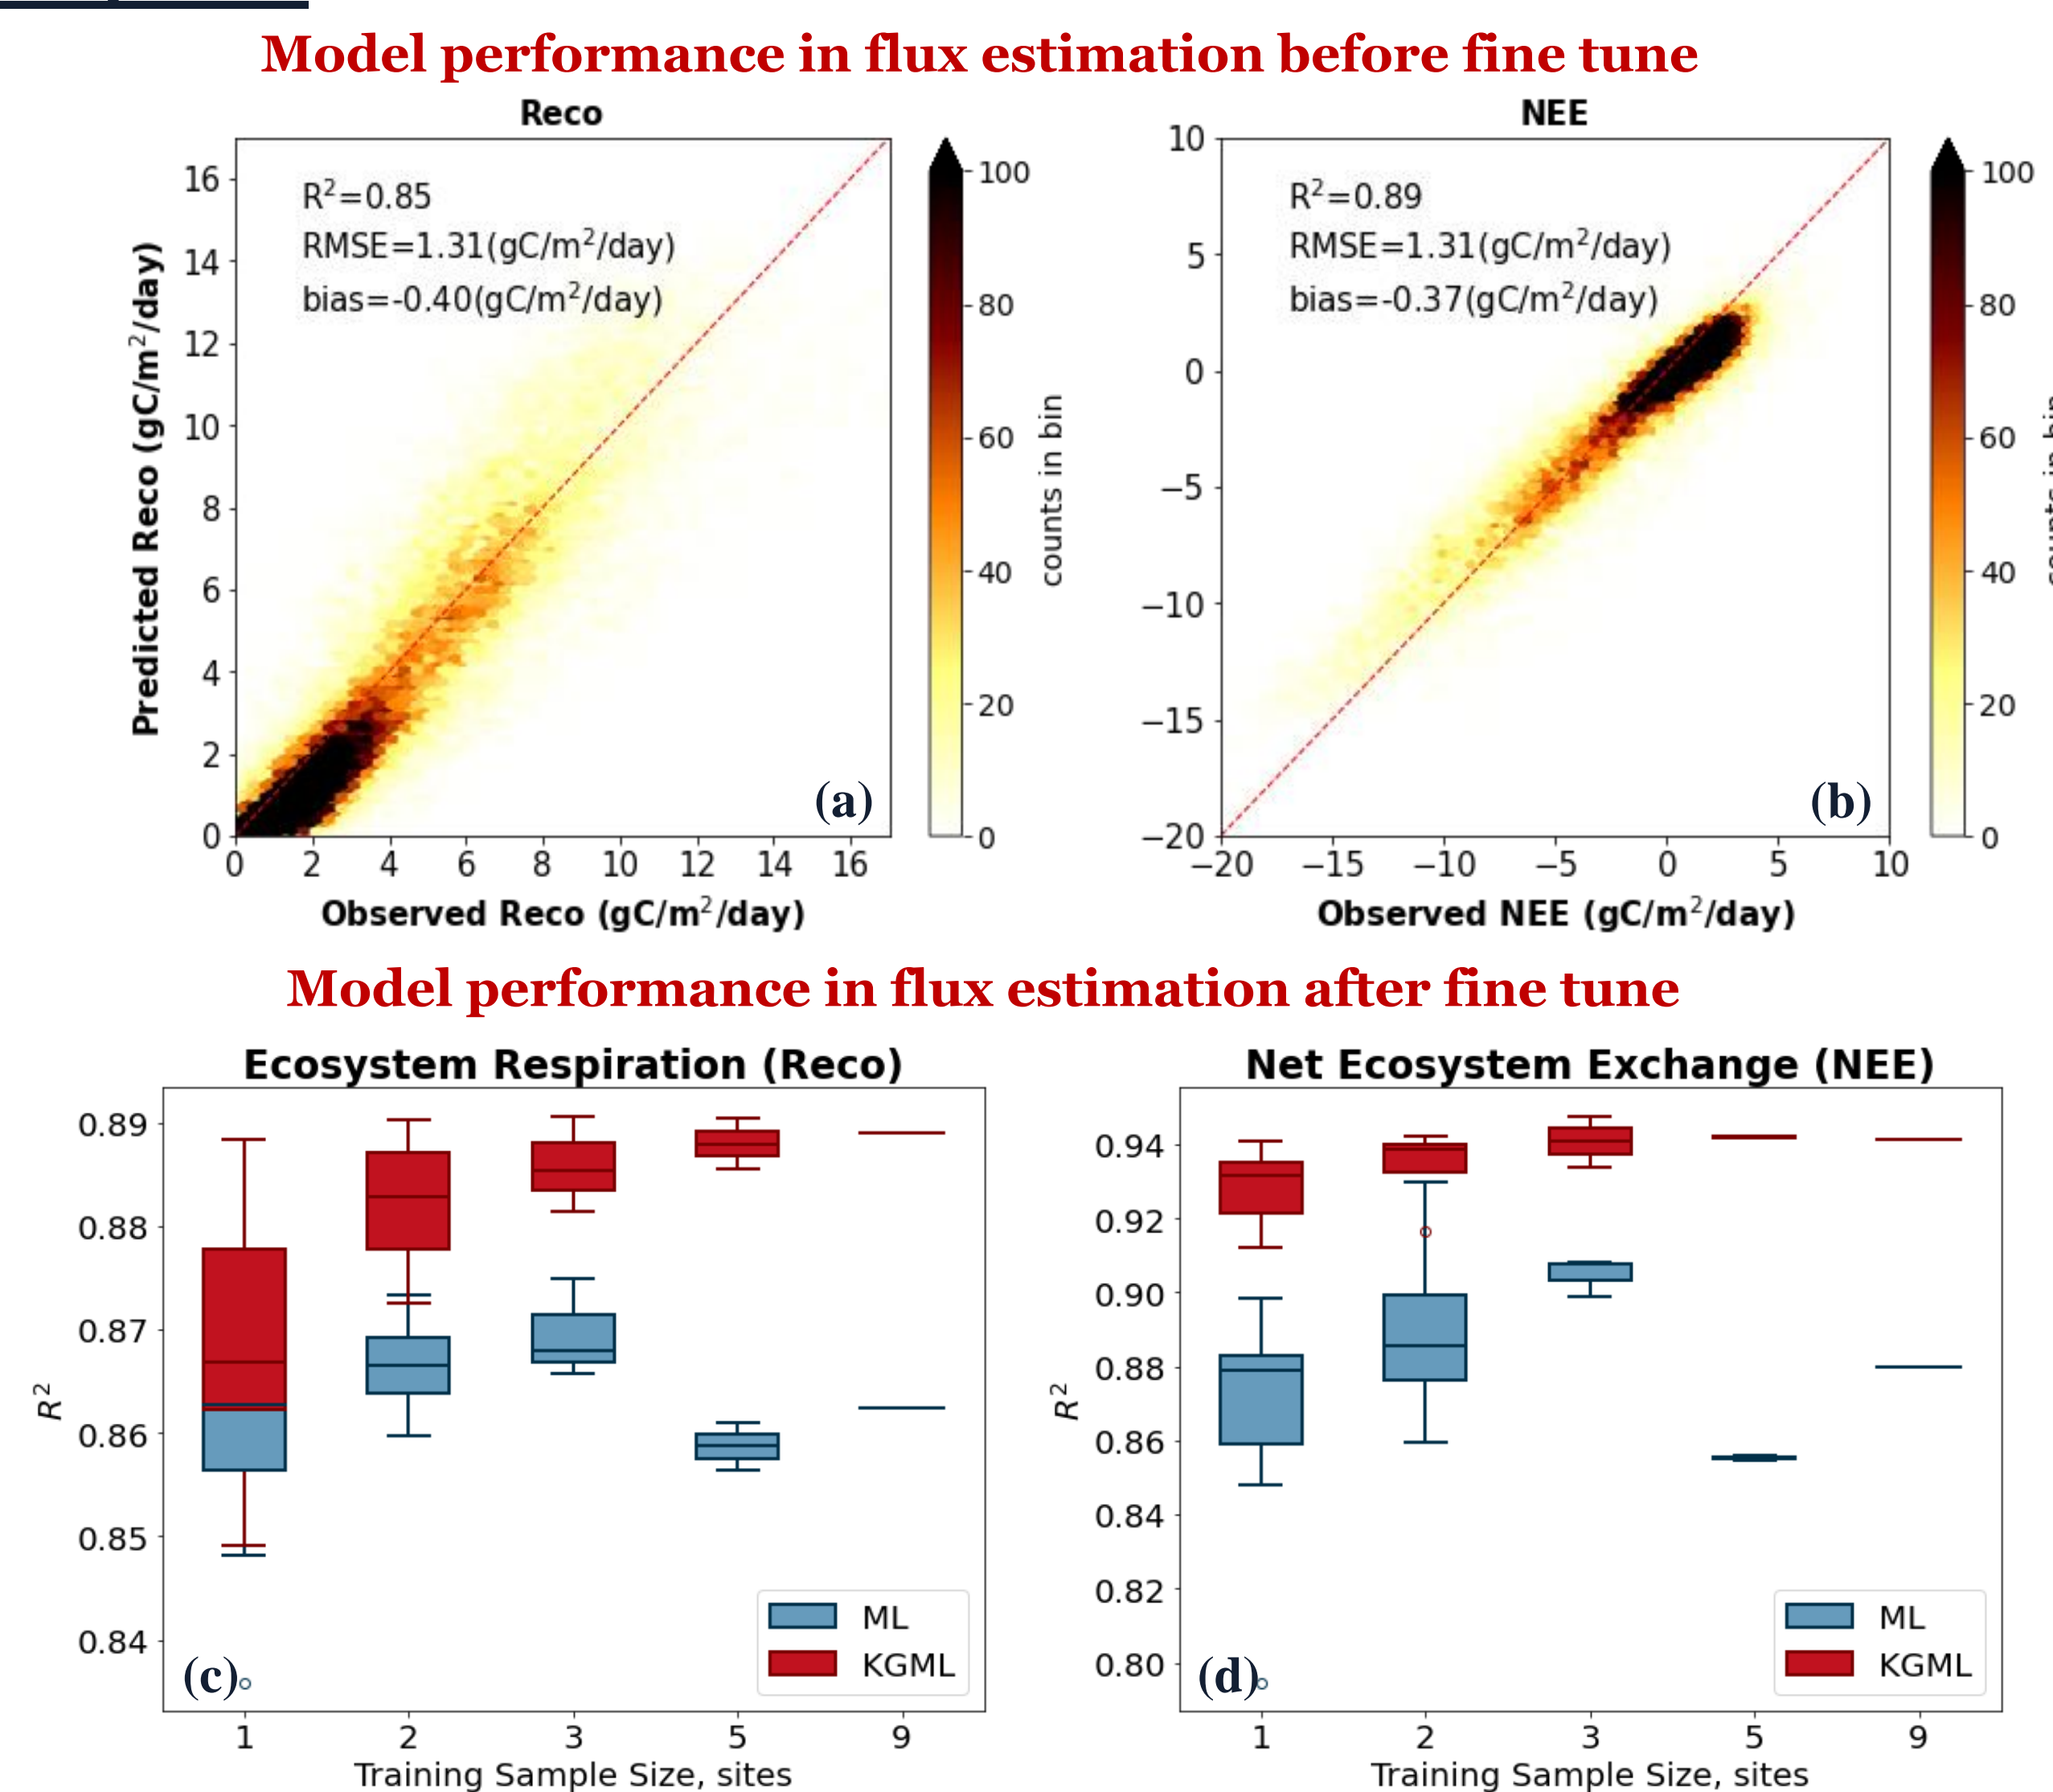 Model performance in flux estimation before fine tune
Reco
R²=0.85
RMSE=1.31(gC/m²/day)
bias=-0.40(gC/m²/day)
Predicted Reco (gC/m²/day)
16
14
12
10
8
6
4
2
0
0 2 4 6 8 10 12 14 16
Observed Reco (gC/m²/day)
(a)
100
80
60
40
20
0
counts in bin
NEE
R²=0.89
RMSE=1.31(gC/m²/day)
bias=-0.37(gC/m²/day)
10
5
0
−5
−10
−15
−20
−20 −15 −10 −5 0 5 10
Observed NEE (gC/m²/day)
(b)
100
80
60
40
20
0
Model performance in flux estimation after fine tune
Ecosystem Respiration (Reco)
R²
0.89
0.88
0.87
0.86
0.85
0.84
(c)
ML
KGML
1 2 3 5 9
Training Sample Size, sites
Net Ecosystem Exchange (NEE)
R²
0.94
0.92
0.90
0.88
0.86
0.84
0.82
0.80
(d)
ML
KGML
1 2 3 5 9
Training Sample Size, sites